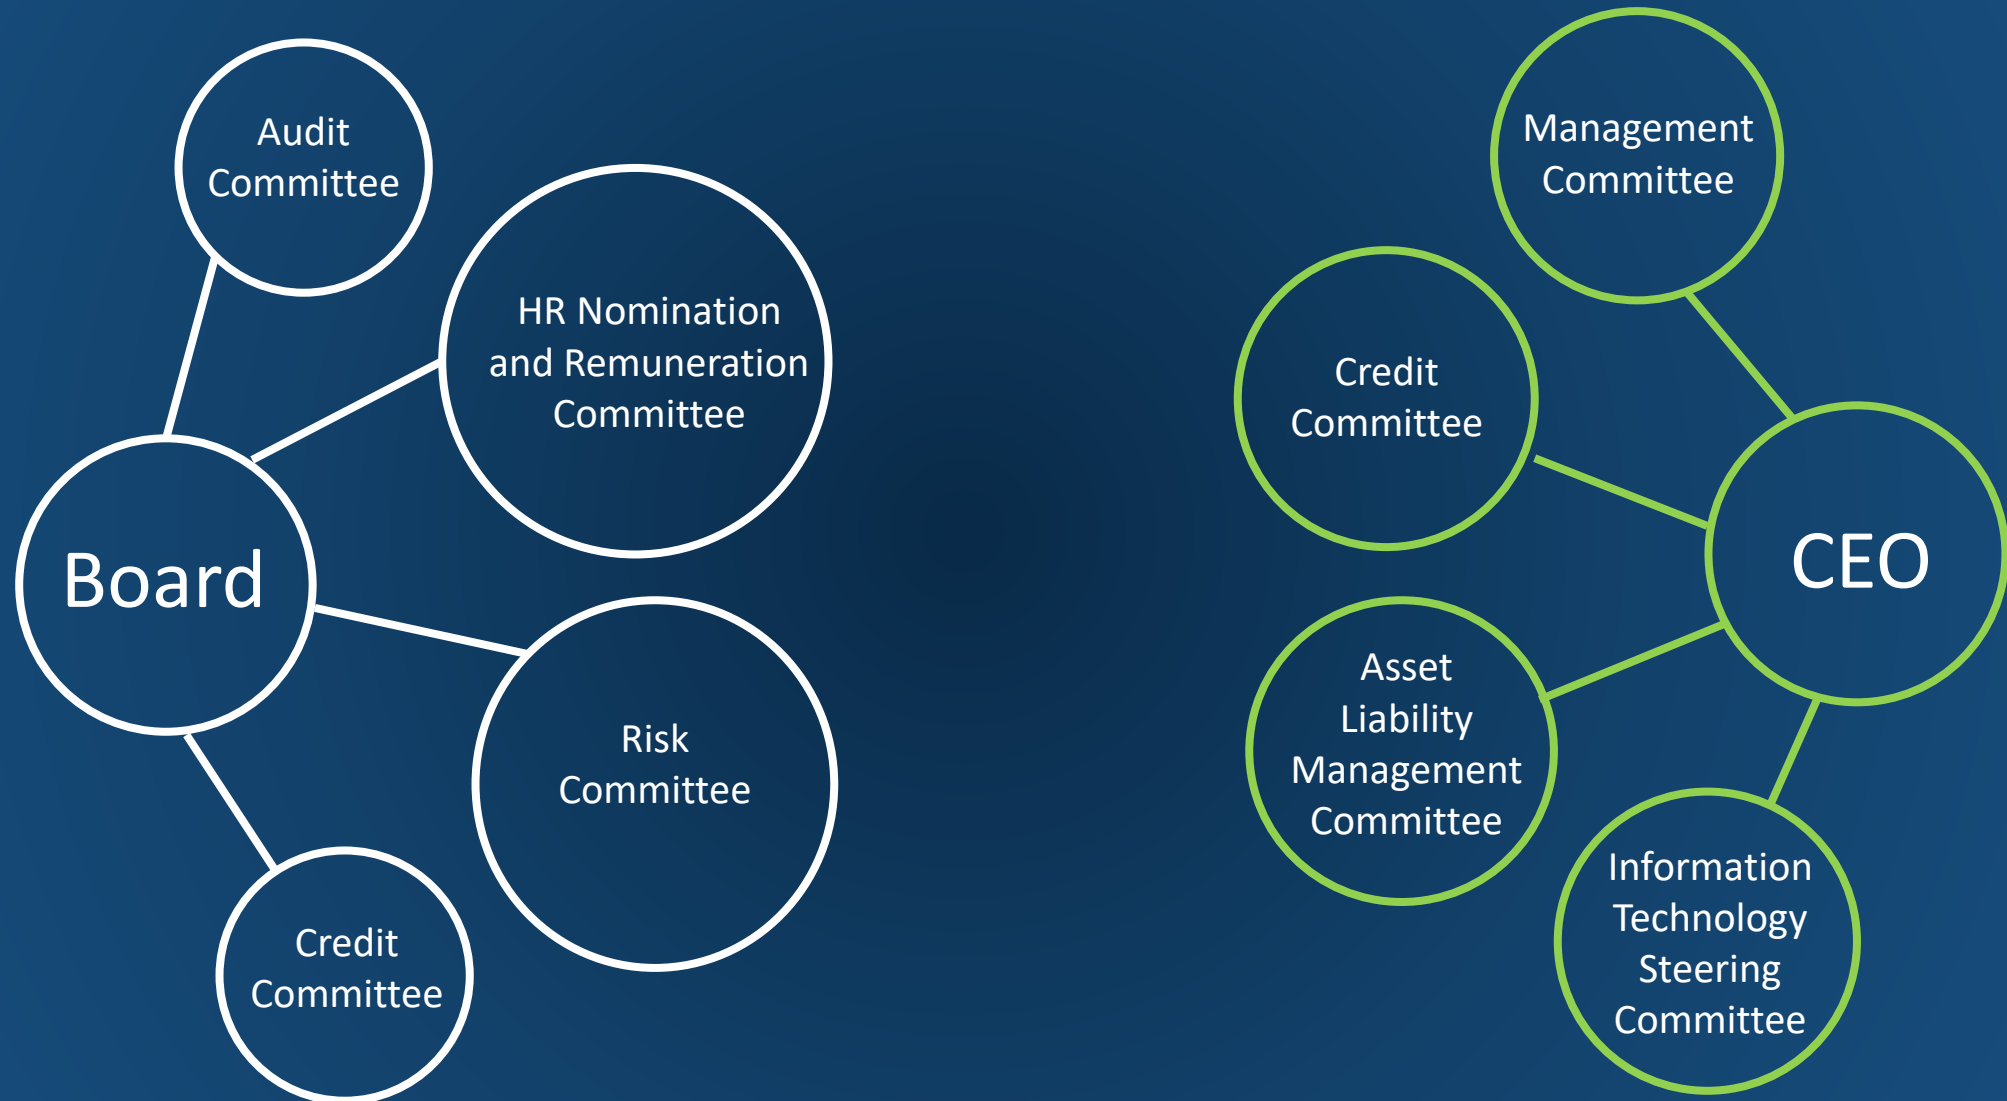 Audit
Committee
HR Nomination
and Remuneration
Committee
Board
Risk
Committee
Credit
Committee
Management
Committee
Credit
Committee
CEO
Asset
Liability
Management
Committee
Information
Technology
Steering
Committee